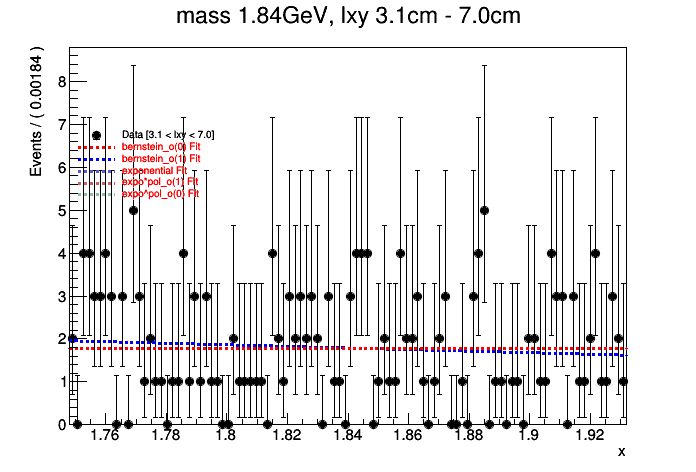 mass 1.84GeV, lxy 3.1cm - 7.0cm
Events / ( 0.00184 )
8
7
6
5
4
3
2
1
0
Data [3.1 < lxy < 7.0]
bernstein_o(0) Fit
bernstein_o(1) Fit
exponential Fit
expo*pol_o(1) Fit
expo^pol_o(0) Fit
1.76 1.78 1.8 1.82 1.84 1.86 1.88 1.9 1.92
x